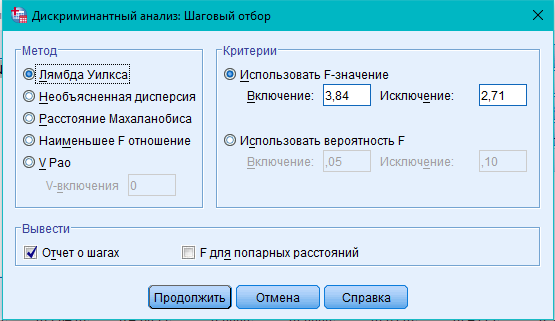 Дискриминантный анализ: Шаговый отбор
Метод
Лямбда Уилкса
Необъясненная дисперсия
Расстояние Махаланобиса
Наименьшее F отношение
V Рао
V-включения 0
Критерии
Использовать F-значение
Включение: 3,84 Исключение: 2,71
Использовать вероятность F
Включение: ,05 Исключение: ,10
Вывести
Отчет о шагах F для попарных расстояний
Продолжить Отмена Справка